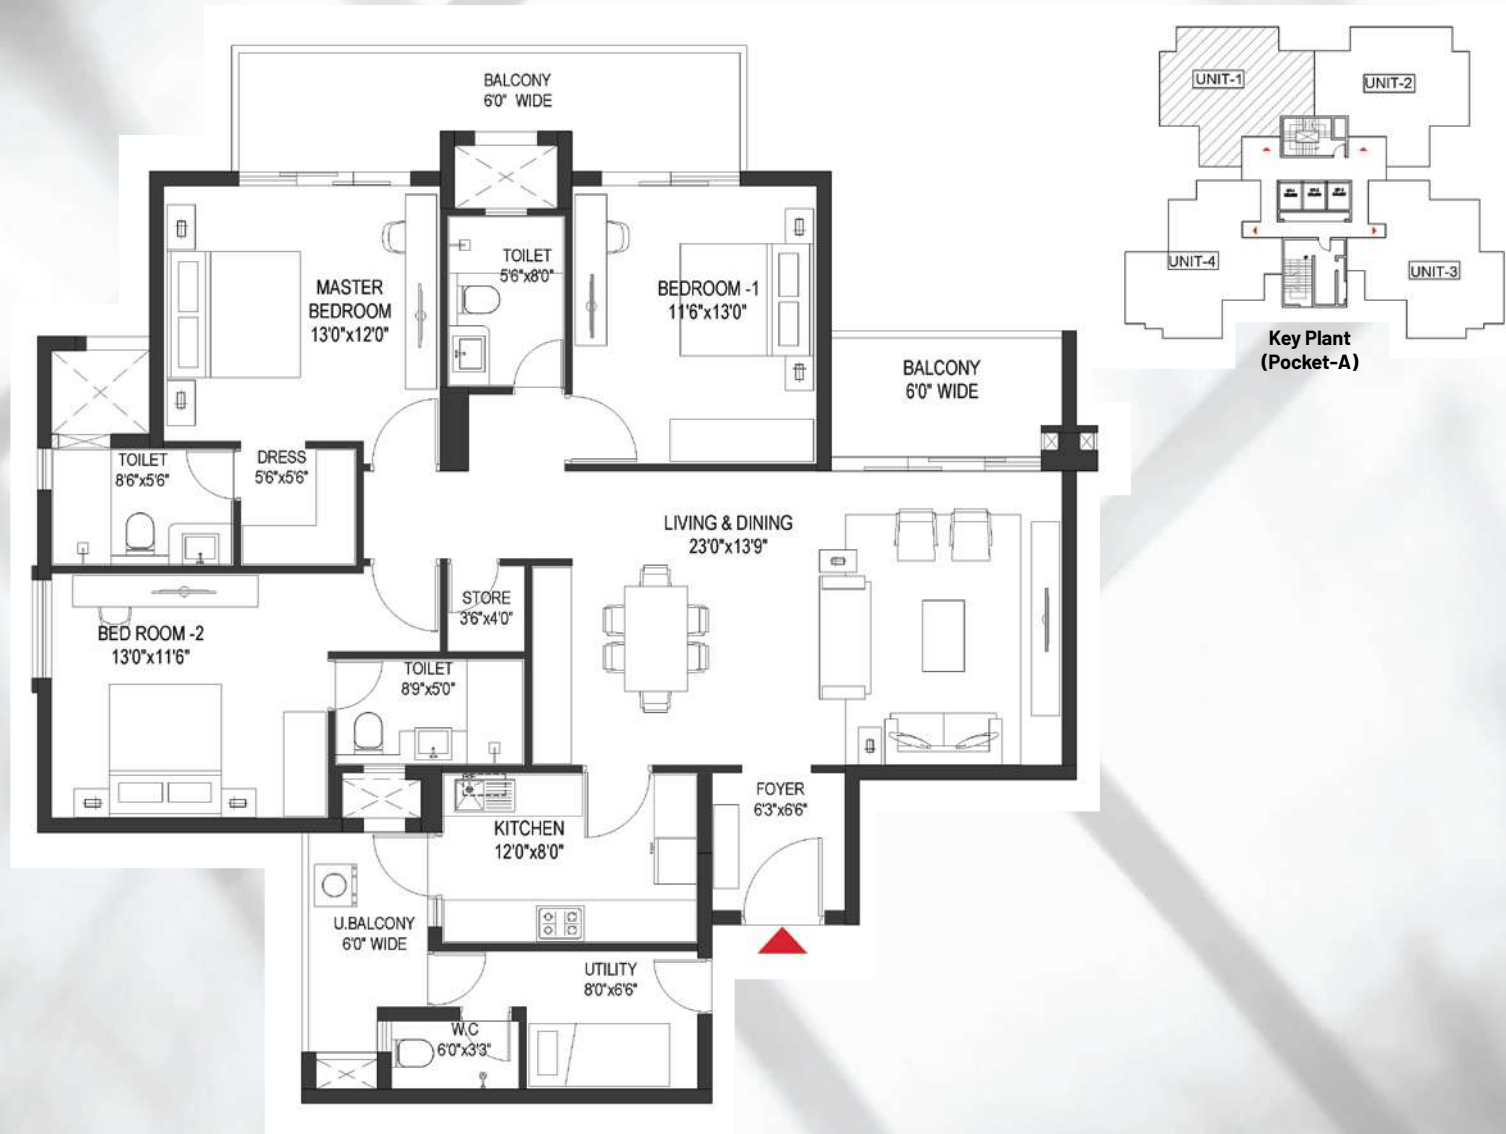 BALCONY
6'0" WIDE
UNIT-1
UNIT-2
UNIT-4
UNIT-3
Key Plant
(Pocket-A)
TOILET
5'6"x8'0"
MASTER
BEDROOM
13'0"x12'0"
BEDROOM -1
11'6"x13'0"
BALCONY
6'0" WIDE
TOILET
8'6"x5'6"
DRESS
5'6"x5'6"
LIVING & DINING
23'0"x13'9"
STORE
3'6"x4'0"
BED ROOM -2
13'0"x11'6"
TOILET
8'9"x5'0"
FOYER
6'3"x6'6"
KITCHEN
12'0"x8'0"
U.BALCONY
6'0" WIDE
UTILITY
8'0"x6'6"
W.C
6'0"x3'3"